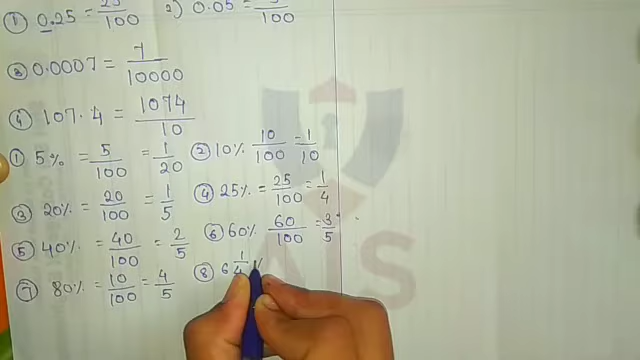 ① 0.25 = 25/100 2) 0.05 = 5/100
③ 0.0007 = 7/10000
④ 107.4 = 1074/10
① 5% = 5/100 = 1/20 ② 10% 10/100 = 1/10
③ 20% = 20/100 = 1/5 ④ 25% = 25/100 = 1/4
⑤ 40% = 40/100 = 2/5 ⑥ 60% 60/100 = 3/5
⑦ 80% = 10/100 = 4/5 ⑧ 6 1/4 %
AIS